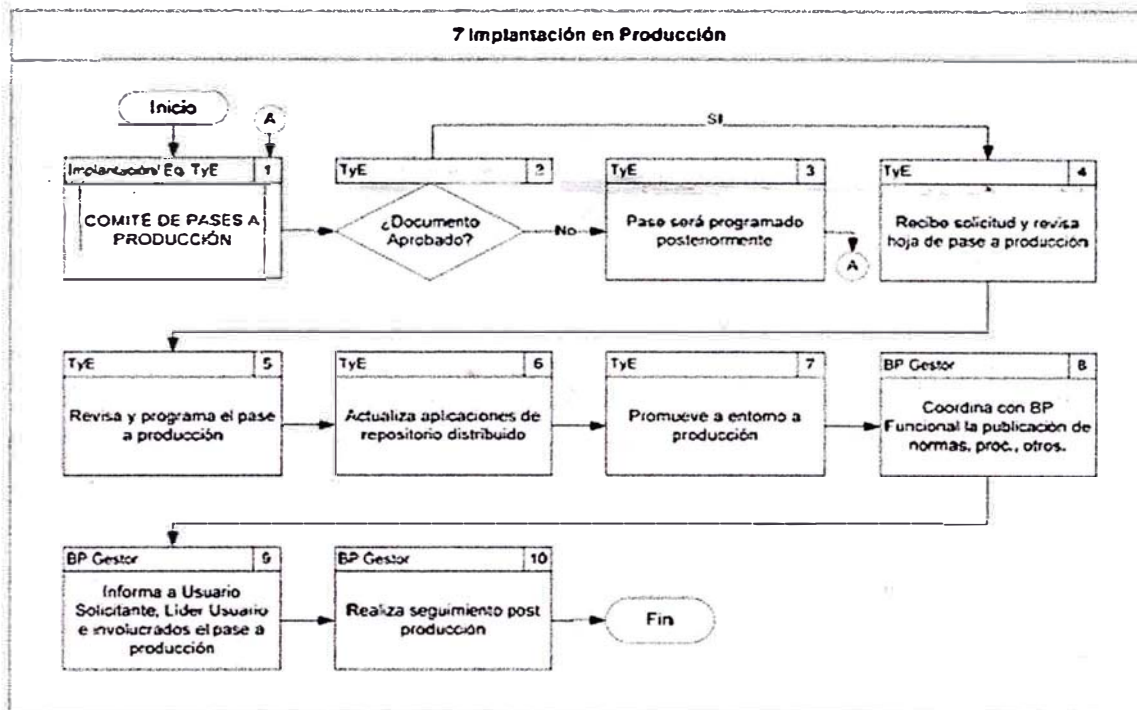 7 Implantación en Producción
Inicio
A
SI
Implantación/ Eq. TyE 1
COMITÉ DE PASES A
PRODUCCIÓN
TyE 2
¿Documento
Aprobado?
No
TyE 3
Pase será programado
posteriormente
A
TyE 4
Recibe solicitud y revisa
hoja de pase a producción
TyE 5
Revisa y programa el pase
a producción
TyE 6
Actualiza aplicaciones de
repositorio distribuido
TyE 7
Promueve a entorno a
producción
BP Gestor 8
Coordina con BP
Funcional la publicación de
normas, proc., otros.
BP Gestor 9
Informa a Usuario
Solicitante, Lider Usuario
e involucrados el pase a
producción
BP Gestor 10
Realiza seguimiento post
producción
Fin